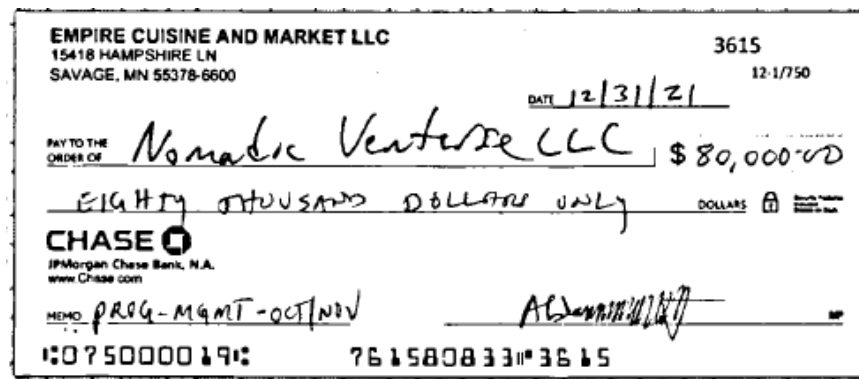 EMPIRE CUISINE AND MARKET LLC
15418 HAMPSHIRE LN
SAVAGE, MN 55378-6600
3615
12-1/750
DATE 12/31/21
PAY TO THE ORDER OF Nomadic Ventures LLC $ 80,000.00
EIGHTY THOUSAND DOLLARS ONLY DOLLARS
CHASE
JPMorgan Chase Bank, N.A.
www.Chase.com
MEMO PROG-MGMT-OCT/NOV
MP
⑆075000019⑆ 761580833⑈3615